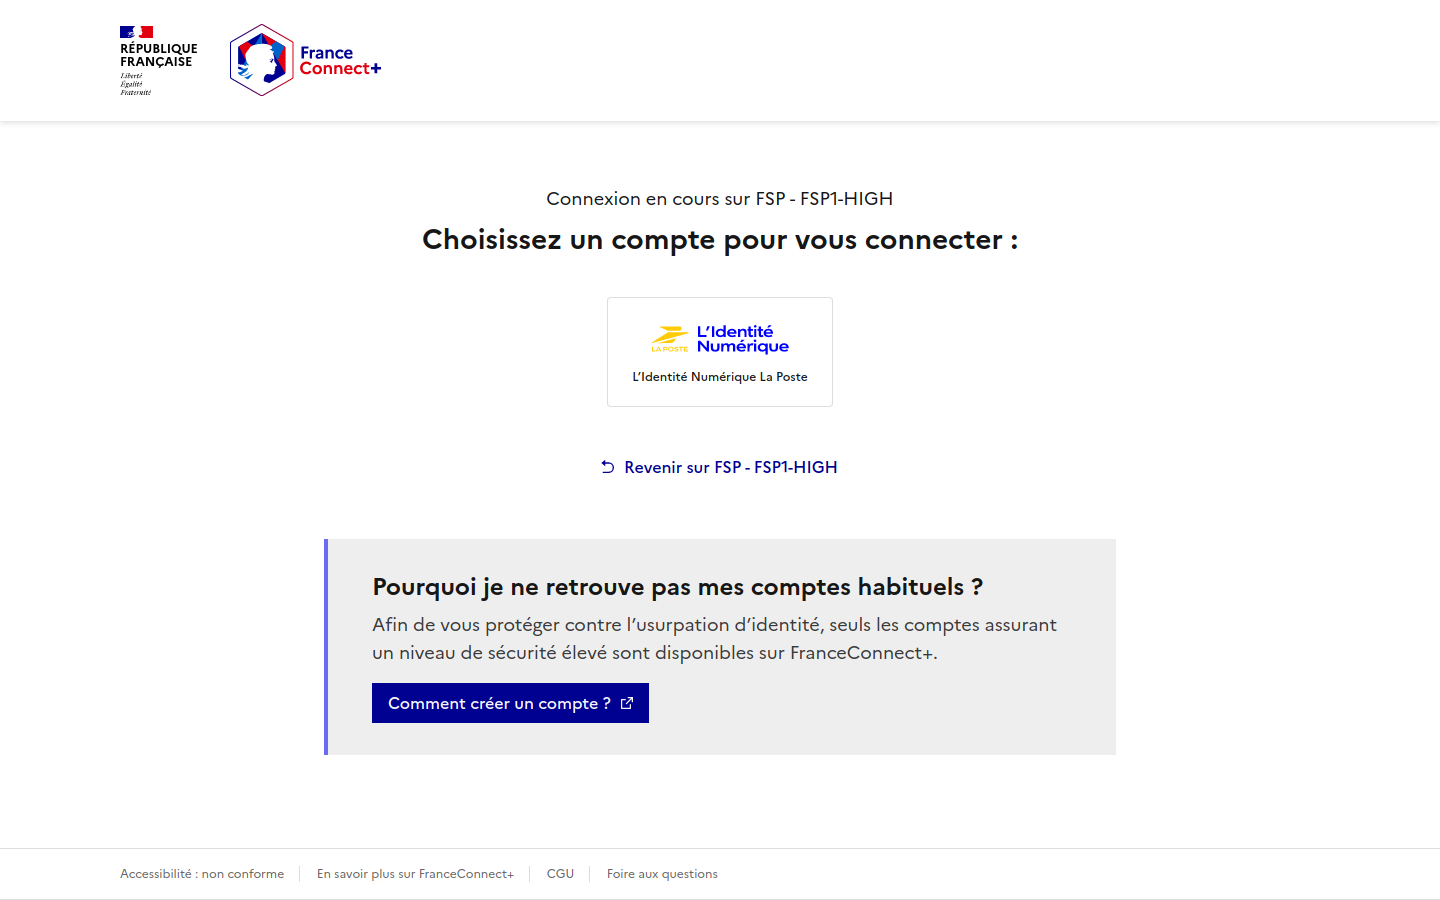 RÉPUBLIQUE
FRANÇAISE
Liberté
Égalité
Fraternité
France
Connect+
Connexion en cours sur FSP - FSP1-HIGH
Choisissez un compte pour vous connecter :
LA POSTE
L’Identité
Numérique
L’Identité Numérique La Poste
Revenir sur FSP - FSP1-HIGH
Pourquoi je ne retrouve pas mes comptes habituels ?
Afin de vous protéger contre l’usurpation d’identité, seuls les comptes assurant
un niveau de sécurité élevé sont disponibles sur FranceConnect+.
Comment créer un compte ?
Accessibilité : non conforme
En savoir plus sur FranceConnect+
CGU
Foire aux questions